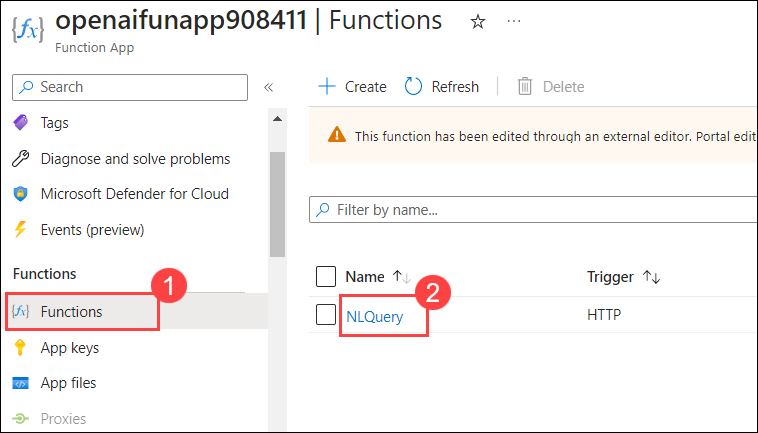 {fx} openaifunapp908411 | Functions ☆ ...
Function App
Search «
Tags
Diagnose and solve problems
Microsoft Defender for Cloud
Events (preview)
Functions
1
{fx} Functions
App keys
App files
Proxies
+ Create Refresh Delete
This function has been edited through an external editor. Portal edit
Filter by name...
Name ↑↓ Trigger ↑↓
2
NLQuery HTTP